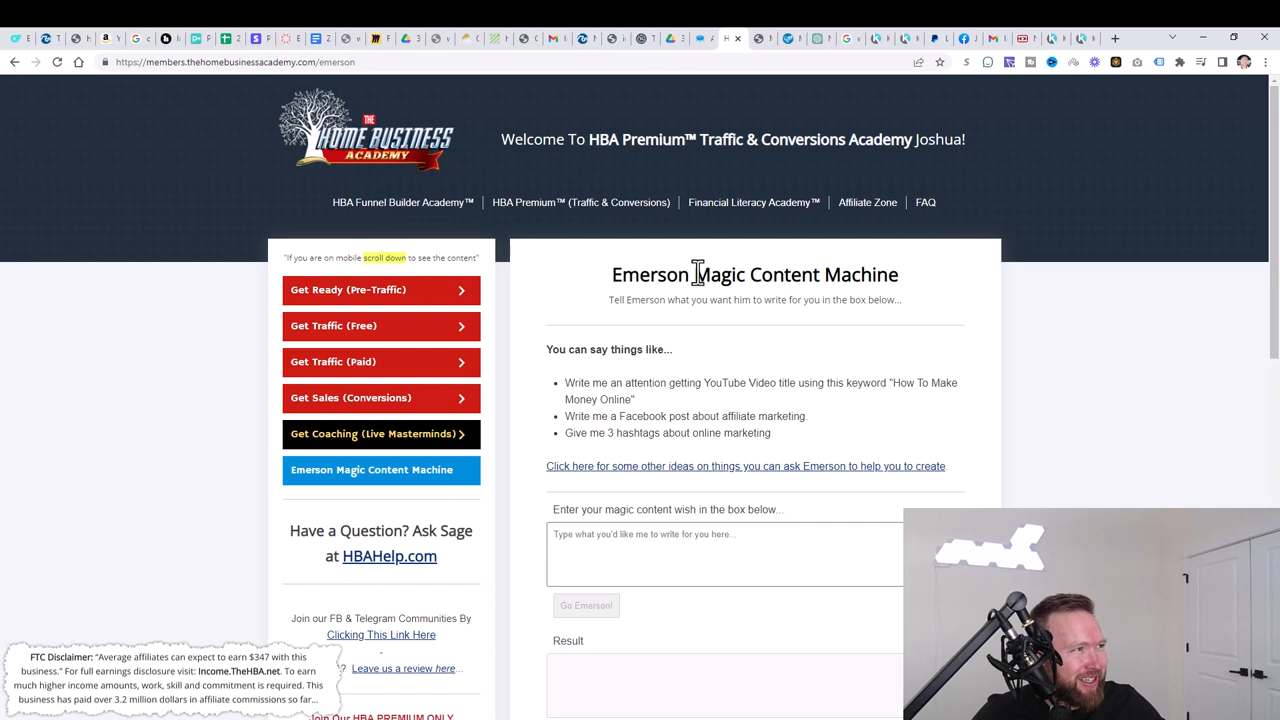 https://members.thehomebusinessacademy.com/emerson
THE
HOME BUSINESS
ACADEMY
Welcome To HBA Premium™ Traffic & Conversions Academy Joshua!
HBA Funnel Builder Academy™
HBA Premium™ (Traffic & Conversions)
Financial Literacy Academy™
Affiliate Zone
FAQ
"If you are on mobile scroll down to see the content"
Get Ready (Pre-Traffic)
Get Traffic (Free)
Get Traffic (Paid)
Get Sales (Conversions)
Get Coaching (Live Masterminds)
Emerson Magic Content Machine
Have a Question? Ask Sage
at HBAHelp.com
Join our FB & Telegram Communities By
Clicking This Link Here
-
? Leave us a review here...
Join Our HBA PREMIUM ONLY
Emerson Magic Content Machine
Tell Emerson what you want him to write for you in the box below...
You can say things like...
• Write me an attention getting YouTube Video title using this keyword "How To Make
Money Online"
• Write me a Facebook post about affiliate marketing.
• Give me 3 hashtags about online marketing
Click here for some other ideas on things you can ask Emerson to help you to create.
Enter your magic content wish in the box below...
Type what you'd like me to write for you here...
Go Emerson!
Result
FTC Disclaimer: "Average affiliates can expect to earn $347 with this
business." For full earnings disclosure visit: Income.TheHBA.net. To earn
much higher income amounts, work, skill and commitment is required. This
business has paid over 3.2 million dollars in affiliate commissions so far...